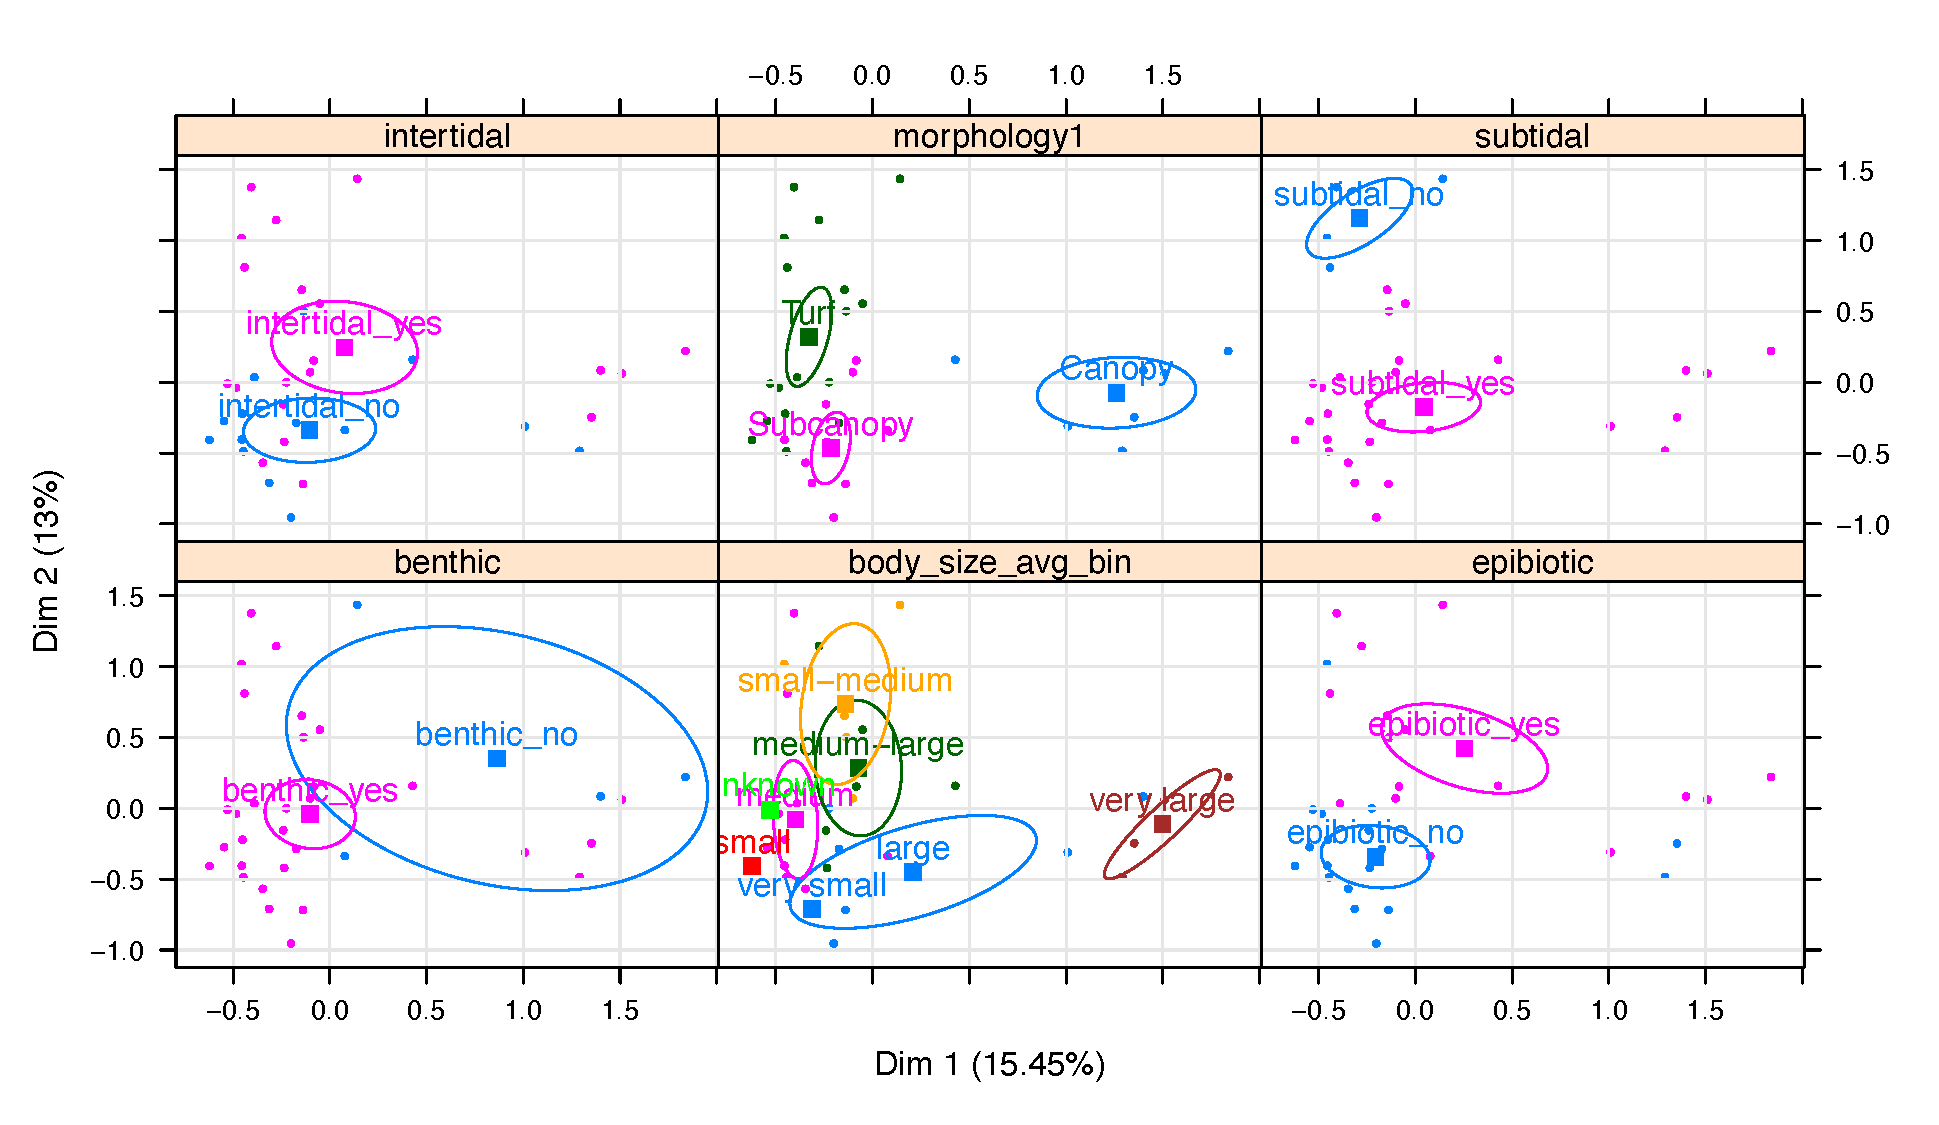 −0.5 0.0 0.5 1.0 1.5
intertidal morphology1 subtidal
intertidal_yes
intertidal_no
Turf
Subcanopy
Canopy
subtidal_no
subtidal_yes
1.5
1.0
0.5
0.0
−0.5
−1.0
benthic body_size_avg_bin epibiotic
benthic_no
benthic_yes
small−medium
medium−large
nknown
medium
small
very small
large
very large
epibiotic_yes
epibiotic_no
1.5
1.0
0.5
0.0
−0.5
−1.0
−0.5 0.0 0.5 1.0 1.5
−0.5 0.0 0.5 1.0 1.5
Dim 1 (15.45%)
Dim 2 (13%)